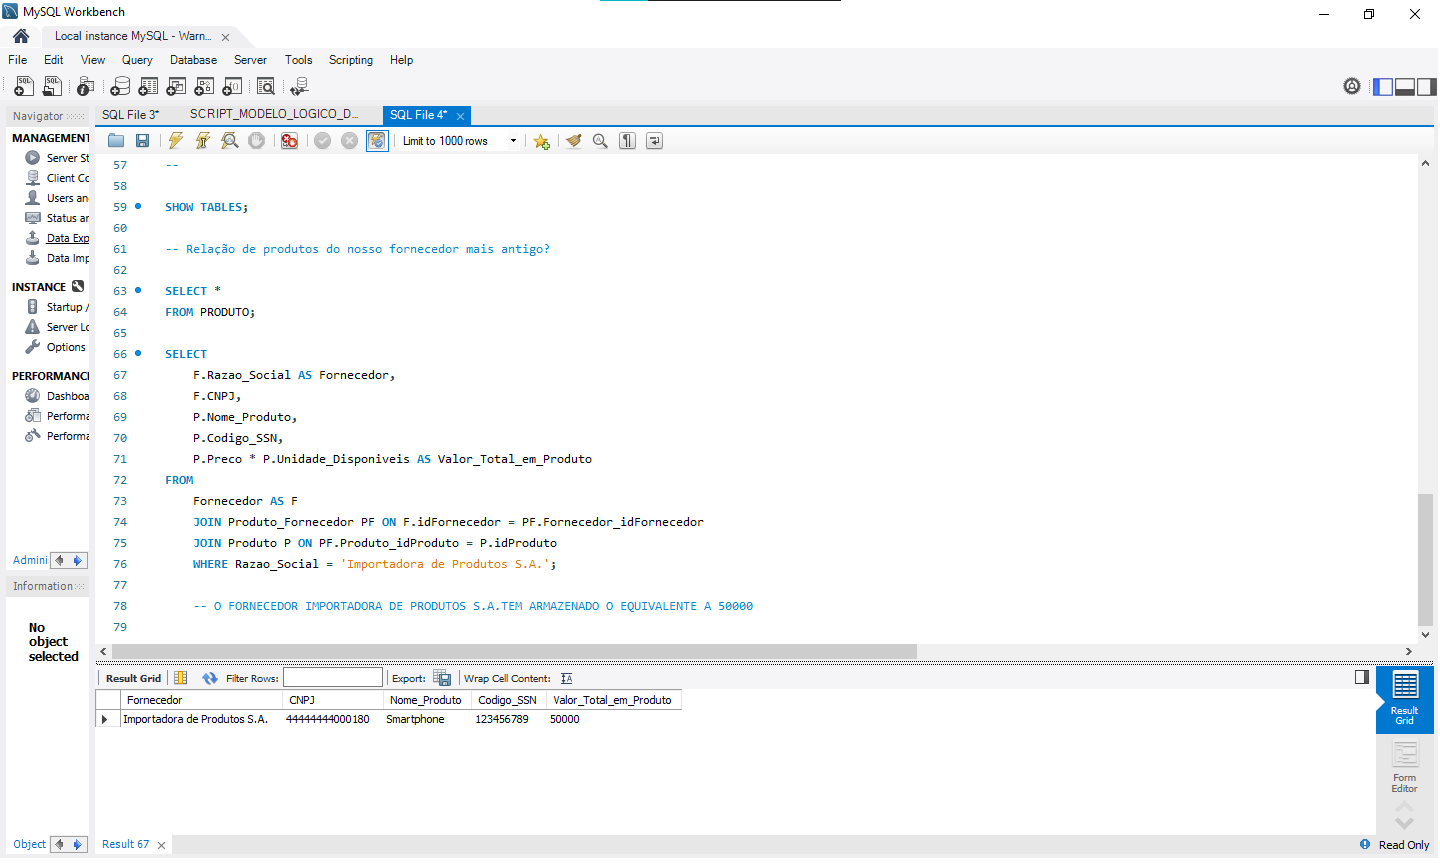 MySQL Workbench
Local instance MySQL - Warn...
File Edit View Query Database Server Tools Scripting Help
Navigator
SQL File 3*
SCRIPT_MODELO_LOGICO_D...
SQL File 4*
MANAGEMENT
Server St
Client Co
Users an
Status ar
Data Exp
Data Imp
INSTANCE
Startup /
Server Lo
Options
PERFORMANCE
Dashboa
Performa
Performa
Admini
Information
No
object
selected
Object
Limit to 1000 rows
57 --
58
59 SHOW TABLES;
60
61 -- Relação de produtos do nosso fornecedor mais antigo?
62
63 SELECT *
64 FROM PRODUTO;
65
66 SELECT
67 F.Razao_Social AS Fornecedor,
68 F.CNPJ,
69 P.Nome_Produto,
70 P.Codigo_SSN,
71 P.Preco * P.Unidade_Disponiveis AS Valor_Total_em_Produto
72 FROM
73 Fornecedor AS F
74 JOIN Produto_Fornecedor PF ON F.idFornecedor = PF.Fornecedor_idFornecedor
75 JOIN Produto P ON PF.Produto_idProduto = P.idProduto
76 WHERE Razao_Social = 'Importadora de Produtos S.A.';
77
78 -- O FORNECEDOR IMPORTADORA DE PRODUTOS S.A.TEM ARMAZENADO O EQUIVALENTE A 50000
79
Result Grid Filter Rows: Export: Wrap Cell Content:
Fornecedor CNPJ Nome_Produto Codigo_SSN Valor_Total_em_Produto
Importadora de Produtos S.A. 44444444000180 Smartphone 123456789 50000
Result
Grid
Form
Editor
Result 67
Read Only